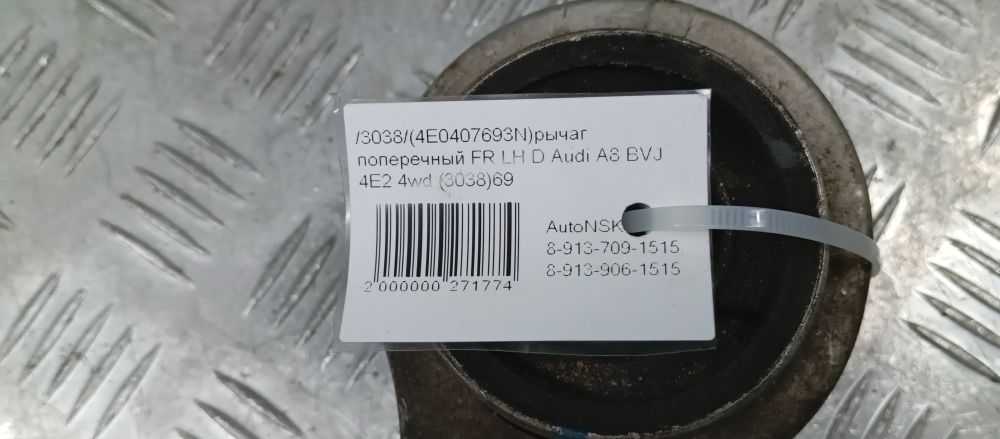 /3038/(4E0407693N)рычаг
поперечный FR LH D Audi A8 BVJ
4E2 4wd (3038)69
AutoNSK
8-913-709-1515
8-913-906-1515
2 000000 271774